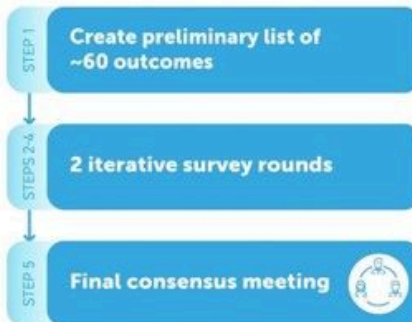 STEP 1
Create preliminary list of
~60 outcomes
STEPS 2-4
2 iterative survey rounds
STEP 5
Final consensus meeting